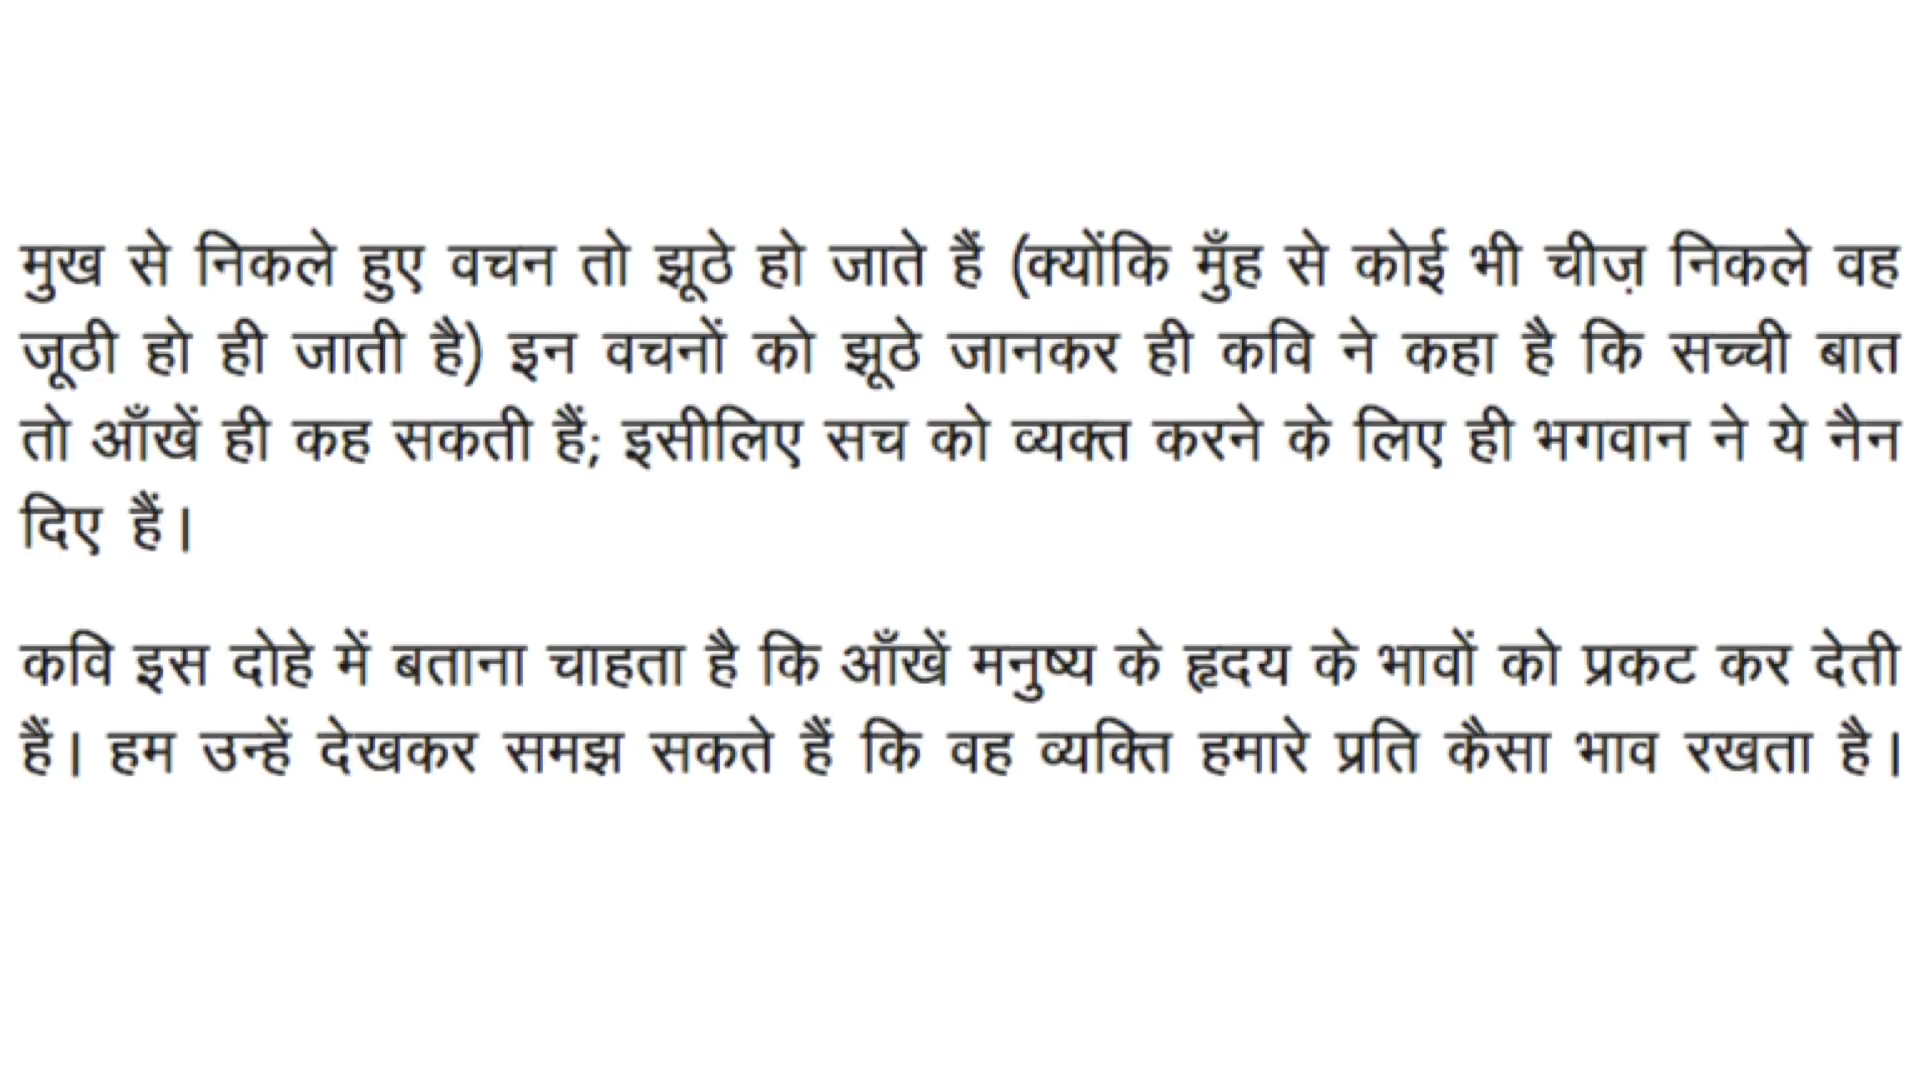 मुख से निकले हुए वचन तो झूठे हो जाते हैं (क्योंकि मुँह से कोई भी चीज़ निकले वह
जूठी हो ही जाती है) इन वचनों को झूठे जानकर ही कवि ने कहा है कि सच्ची बात
तो आँखें ही कह सकती हैं; इसीलिए सच को व्यक्त करने के लिए ही भगवान ने ये नैन
दिए हैं।
कवि इस दोहे में बताना चाहता है कि आँखें मनुष्य के हृदय के भावों को प्रकट कर देती
हैं। हम उन्हें देखकर समझ सकते हैं कि वह व्यक्ति हमारे प्रति कैसा भाव रखता है।